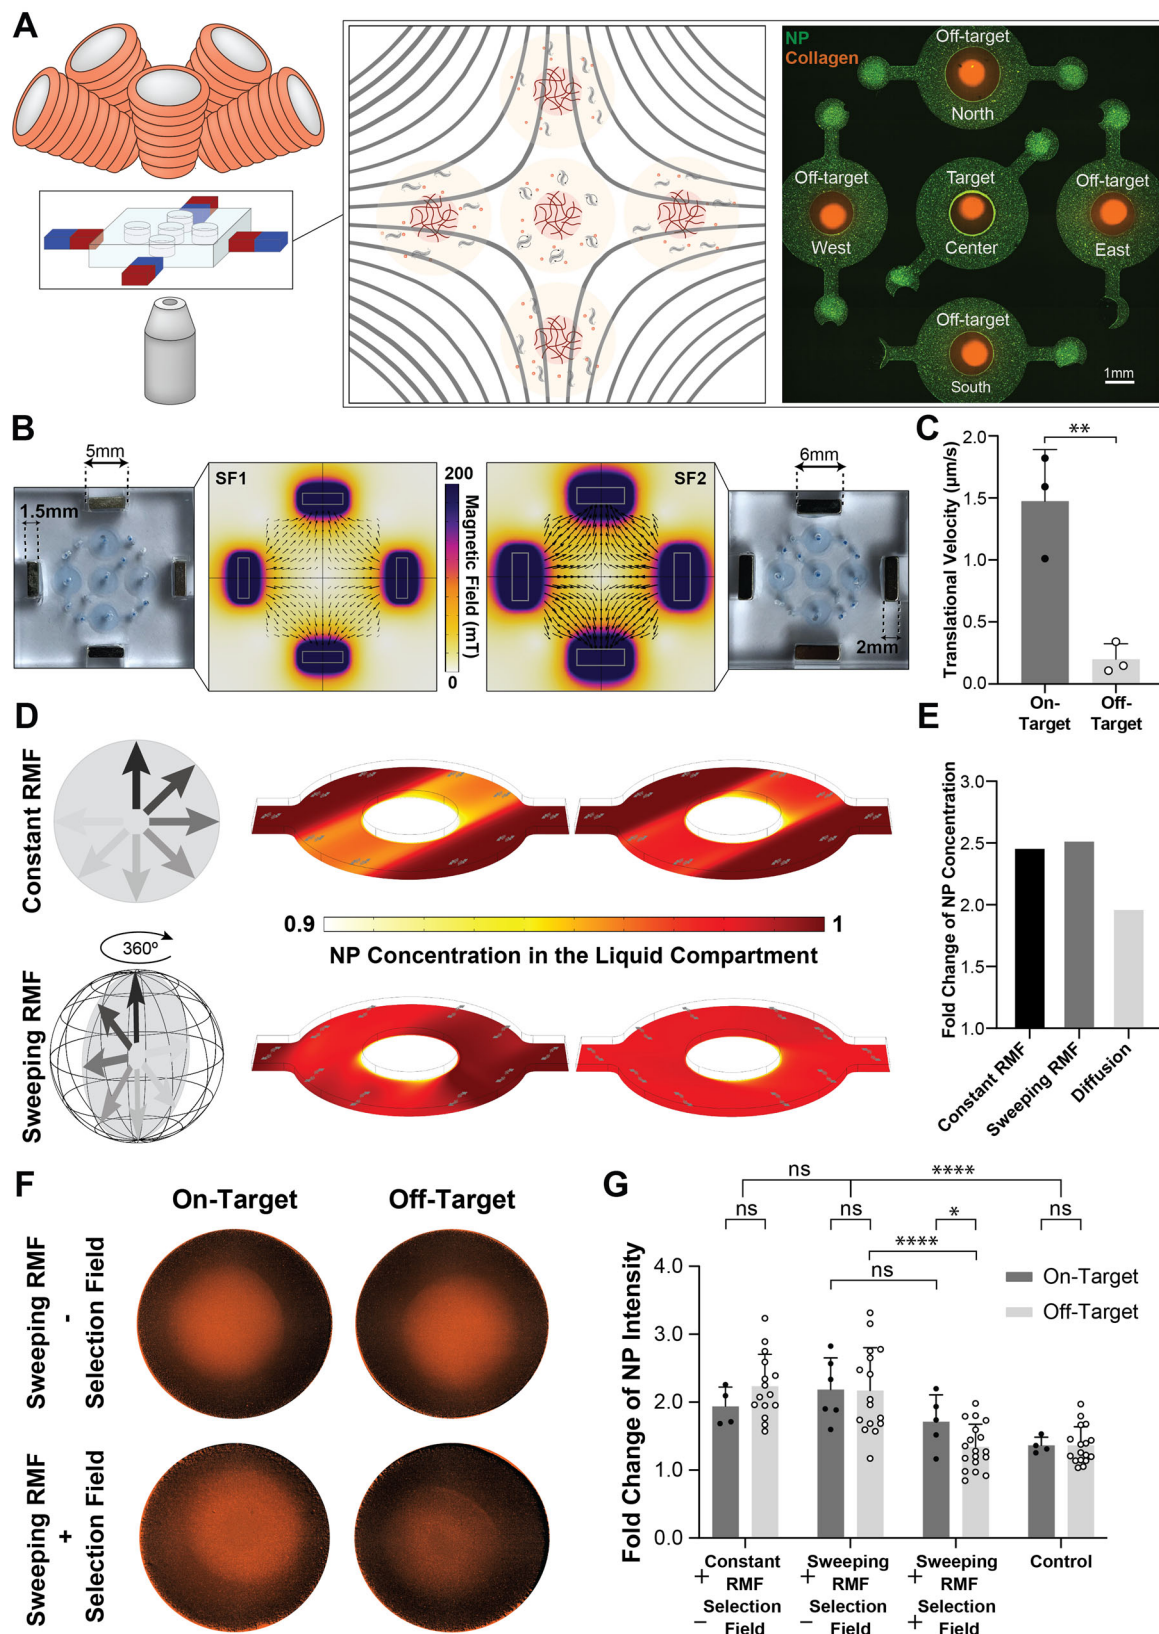 A
NP
Collagen
Off-target
North
Off-target
West
Target
Center
Off-target
East
Off-target
South
1mm
B
5mm
1.5mm
SF1
200
Magnetic Field (mT)
0
SF2
6mm
2mm
C
**
Translational Velocity (µm/s)
2.0
1.5
1.0
0.5
0.0
On-
Target
Off-
Target
D
Constant RMF
0.9
1
NP Concentration in the Liquid Compartment
360º
Sweeping RMF
E
Fold Change of NP Concentration
3.0
2.5
2.0
1.5
1.0
Constant RMF
Sweeping RMF
Diffusion
F
On-Target
Off-Target
Sweeping RMF
-
Selection Field
Sweeping RMF
+
Selection Field
G
ns
****
ns
ns
*
ns
****
ns
On-Target
Off-Target
Fold Change of NP Intensity
4.0
3.0
2.0
1.0
0.0
+ Constant
RMF
− Selection
Field
+ Sweeping
RMF
− Selection
Field
+ Sweeping
RMF
+ Selection
Field
Control